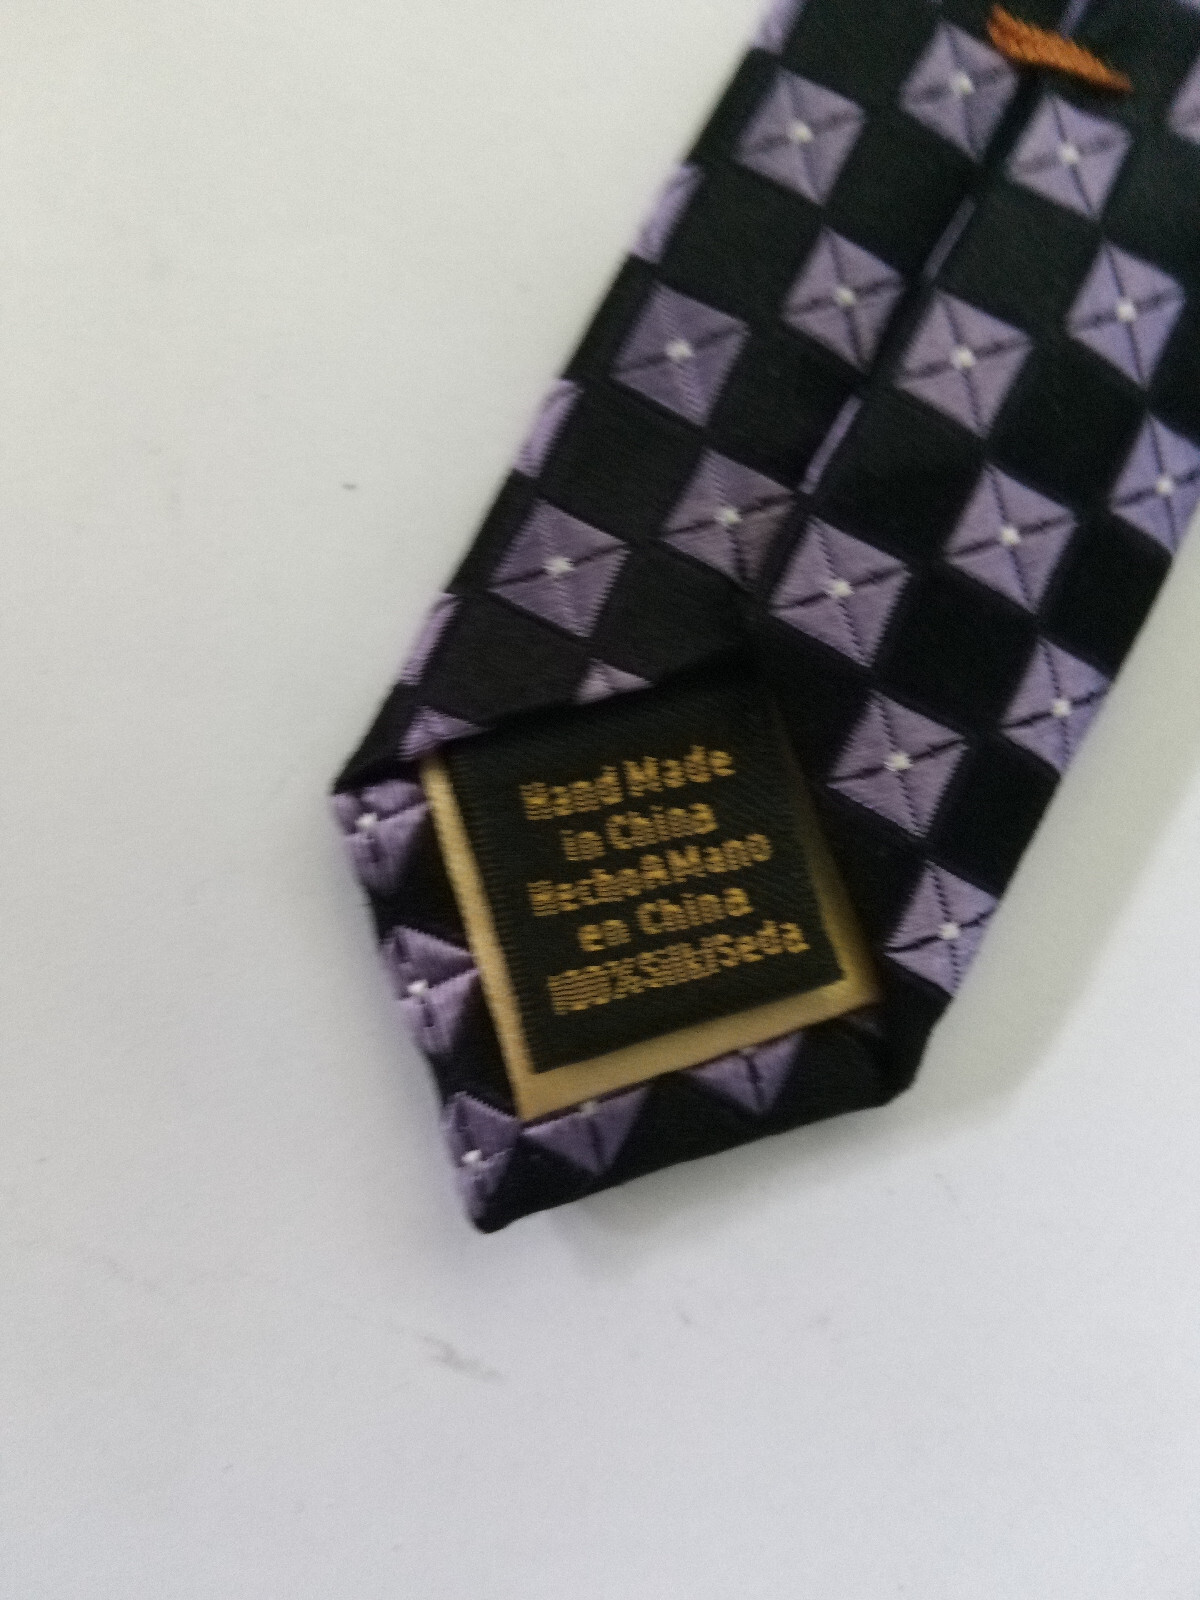 Hand Made
in China
Hecho A Mano
en China
100% Silk/Seda